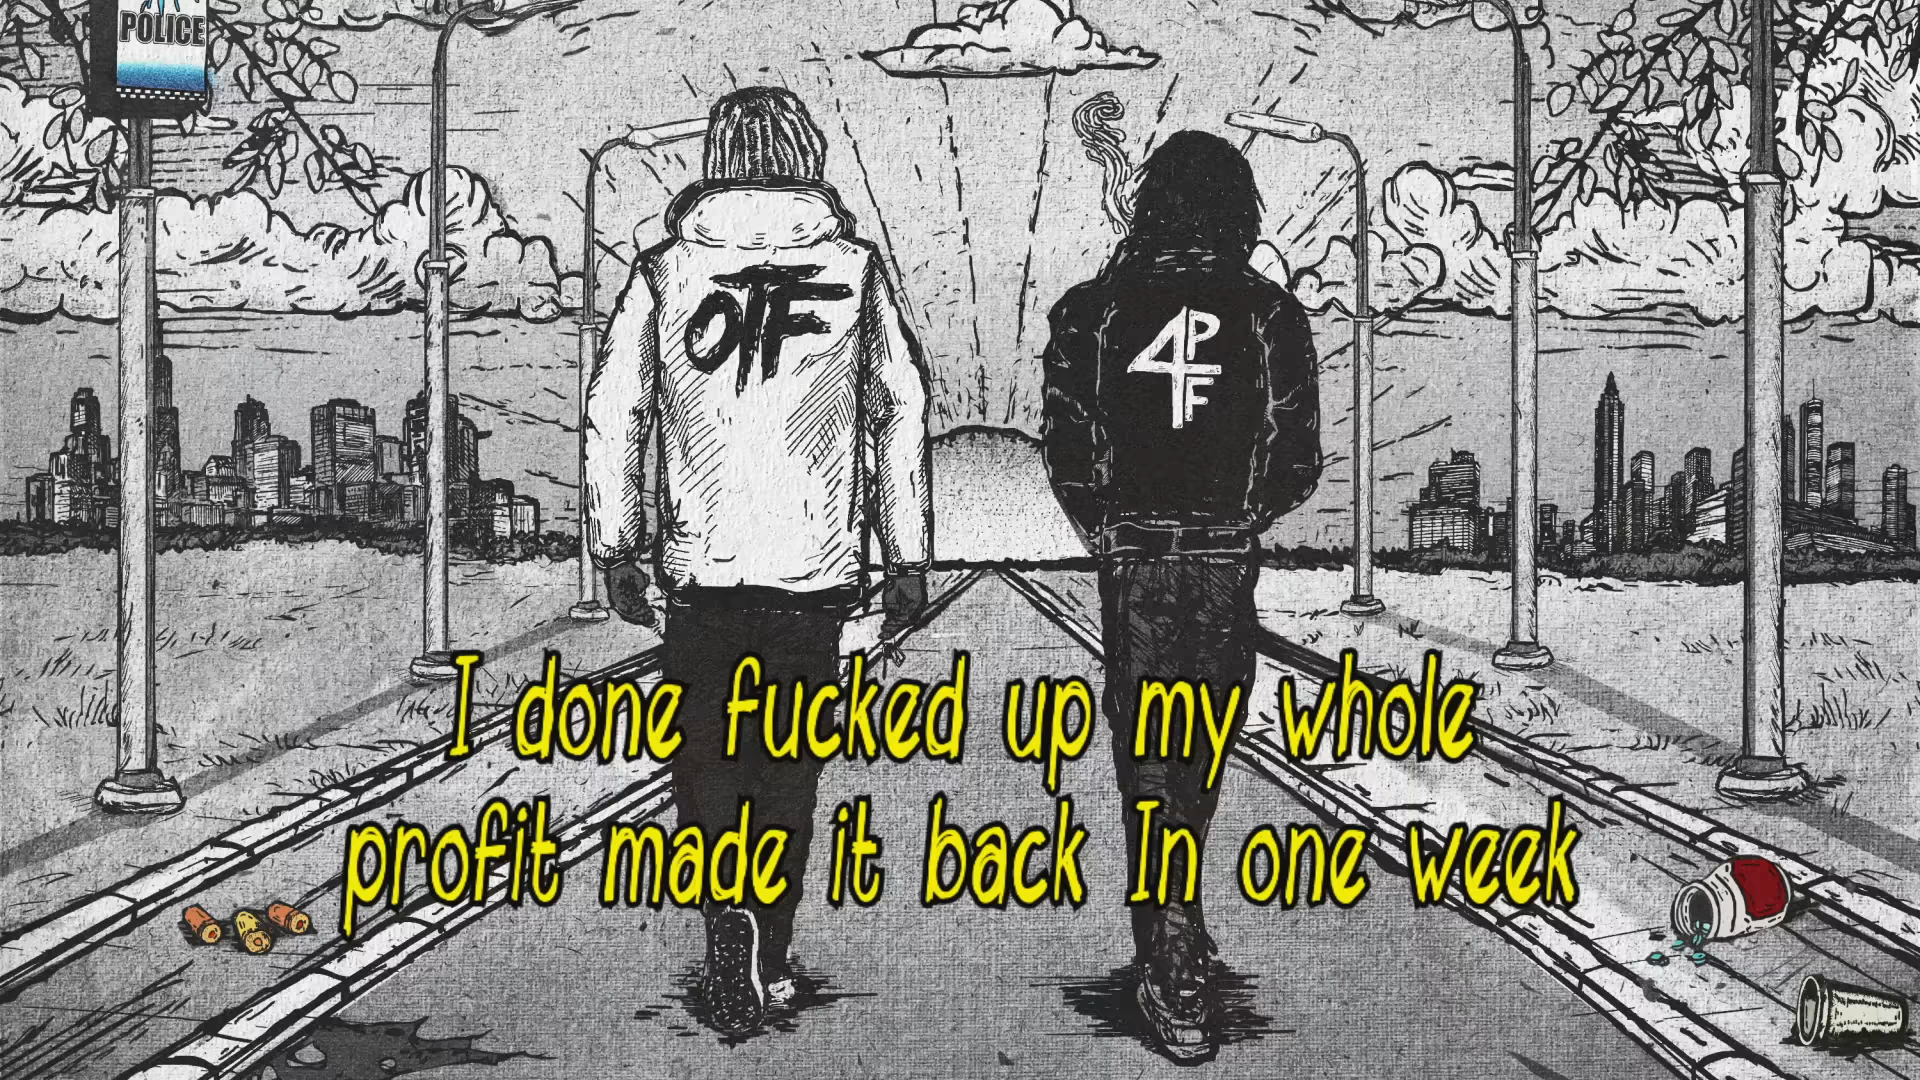 POLICE
OTF
4PF
I done fucked up my whole
profit made it back In one week